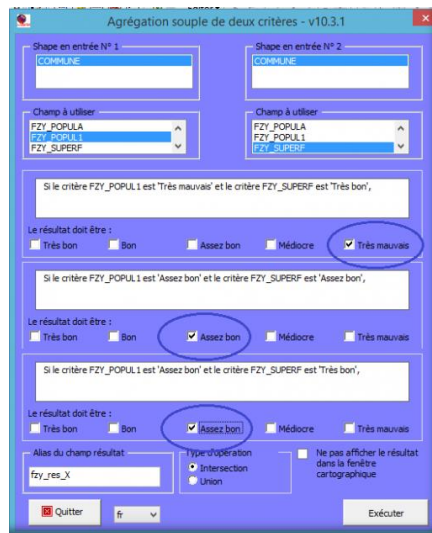 Agrégation souple de deux critères - v10.3.1
Shape en entrée N° 1
Shape en entrée N° 2
COMMUNE
COMMUNE
Champ à utiliser
Champ à utiliser
FZY_POPULA
FZY_POPUL1
FZY_SUPERF
FZY_POPULA
FZY_POPUL1
FZY_SUPERF
Si le critère FZY_POPUL1 est 'Très mauvais' et le critère FZY_SUPERF est 'Très bon',
Le résultat doit être :
Très bon Bon Assez bon Médiocre Très mauvais
Si le critère FZY_POPUL1 est 'Assez bon' et le critère FZY_SUPERF est 'Assez bon',
Le résultat doit être :
Très bon Bon Assez bon Médiocre Très mauvais
Si le critère FZY_POPUL1 est 'Assez bon' et le critère FZY_SUPERF est 'Très bon',
Le résultat doit être :
Très bon Bon Assez bon Médiocre Très mauvais
Alias du champ résultat
fzy_res_X
Type d'opération
Intersection
Union
Ne pas afficher le résultat
dans la fenêtre
cartographique
Quitter
fr
Exécuter